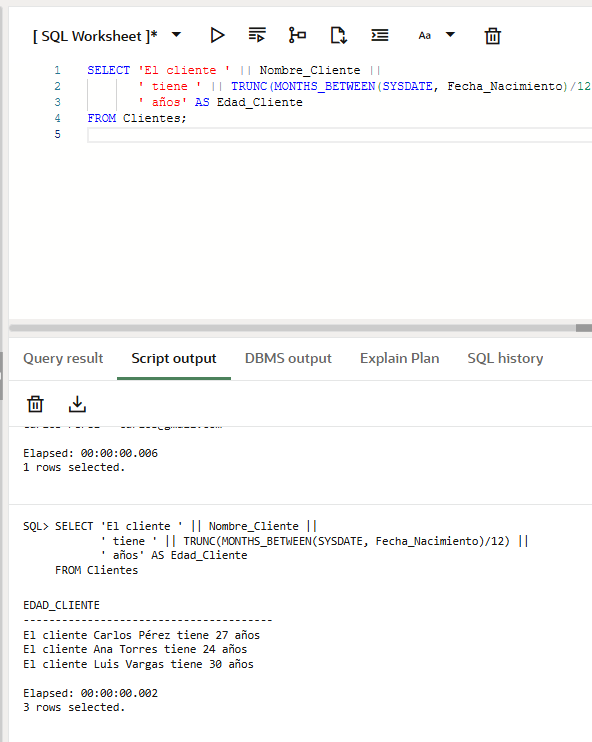 [ SQL Worksheet ]* Aa
1 SELECT 'El cliente ' || Nombre_Cliente ||
2 ' tiene ' || TRUNC(MONTHS_BETWEEN(SYSDATE, Fecha_Nacimiento)/12
3 ' años' AS Edad_Cliente
4 FROM Clientes;
5
Query result Script output DBMS output Explain Plan SQL history
Elapsed: 00:00:00.006
1 rows selected.
SQL> SELECT 'El cliente ' || Nombre_Cliente ||
' tiene ' || TRUNC(MONTHS_BETWEEN(SYSDATE, Fecha_Nacimiento)/12) ||
' años' AS Edad_Cliente
FROM Clientes
EDAD_CLIENTE
---------------------------------------
El cliente Carlos Pérez tiene 27 años
El cliente Ana Torres tiene 24 años
El cliente Luis Vargas tiene 30 años
Elapsed: 00:00:00.002
3 rows selected.